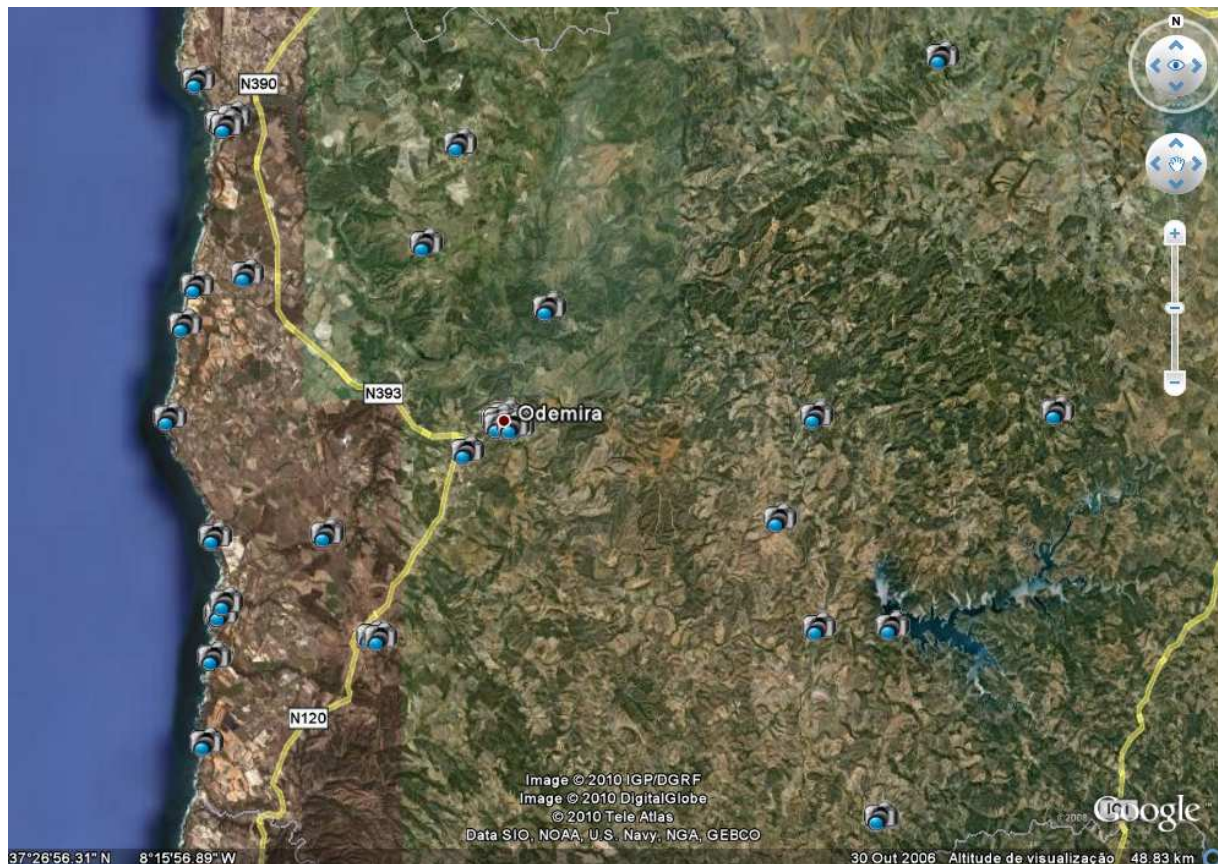 N
N390
N393
Odemira
N120
Image © 2010 IGP/DGRF
Image © 2010 DigitalGlobe
© 2010 Tele Atlas
Data SIO, NOAA, U.S. Navy, NGA, GEBCO
© 2008 Google
37°26'56.31" N 8°15'56.89" W
30 Out 2006 Altitude de visualização 48.83 km